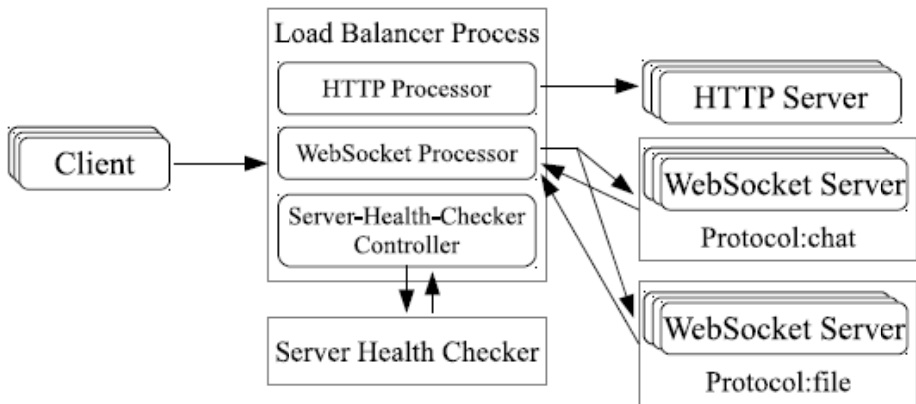 Load Balancer Process
HTTP Processor
WebSocket Processor
Server-Health-Checker
Controller
Server Health Checker
Client
HTTP Server
WebSocket Server
Protocol:chat
WebSocket Server
Protocol:file